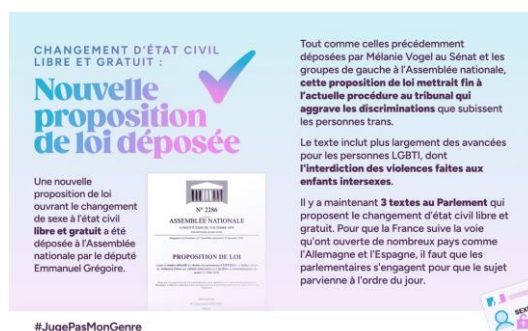 CHANGEMENT D'ÉTAT CIVIL
LIBRE ET GRATUIT :
Nouvelle
proposition
de loi déposée
Une nouvelle
proposition de loi
ouvrant le changement
de sexe à l'état civil
libre et gratuit a été
déposée à l'Assemblée
nationale par le député
Emmanuel Grégoire.
N° 2286
ASSEMBLÉE NATIONALE
PROPOSITION DE LOI
Tout comme celles précédemment
déposées par Mélanie Vogel au Sénat et les
groupes de gauche à l'Assemblée nationale,
cette proposition de loi mettrait fin à
l'actuelle procédure au tribunal qui
aggrave les discriminations que subissent
les personnes trans.
Le texte inclut plus largement des avancées
pour les personnes LGBTI, dont
l'interdiction des violences faites aux
enfants intersexes.
Il y a maintenant 3 textes au Parlement qui
proposent le changement d'état civil libre et
gratuit. Pour que la France suive la voie
qu'ont ouverte de nombreux pays comme
l'Allemagne et l'Espagne, il faut que les
parlementaires s'engagent pour que le sujet
parvienne à l'ordre du jour.
#JugePasMonGenre